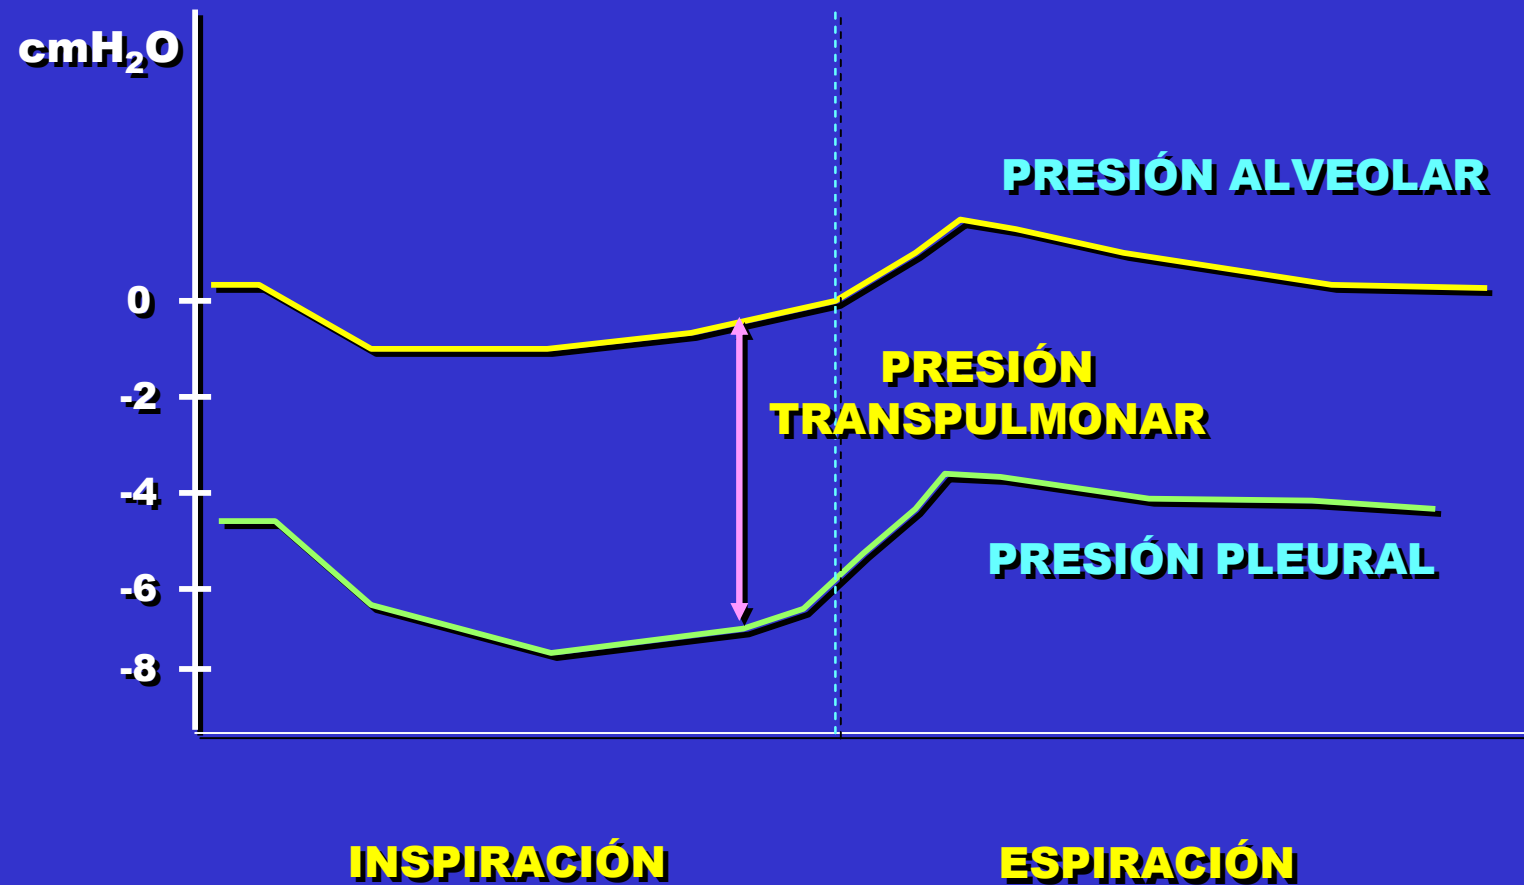 cmH₂O
PRESIÓN ALVEOLAR
0
PRESIÓN
TRANSPULMONAR
-2
-4
PRESIÓN PLEURAL
-6
-8
INSPIRACIÓN
ESPIRACIÓN